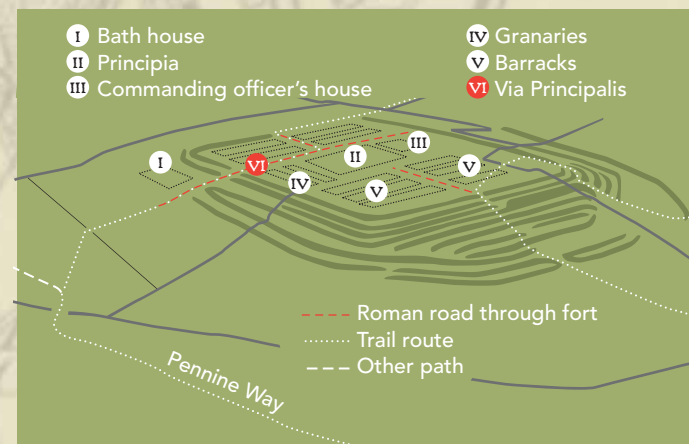 I Bath house
II Principia
III Commanding officer's house
IV Granaries
V Barracks
VI Via Principalis
I
VI
II
III
IV
V
V
Roman road through fort
Trail route
Other path
Pennine Way